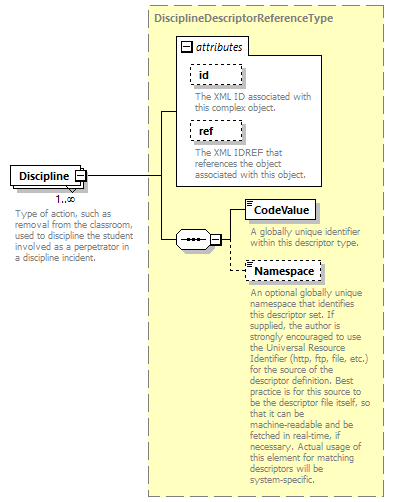 DisciplineDescriptorReferenceType
attributes
id
The XML ID associated with
this complex object.
ref
The XML IDREF that
references the object
associated with this object.
Discipline
1..∞
Type of action, such as
removal from the classroom,
used to discipline the student
involved as a perpetrator in
a discipline incident.
CodeValue
A globally unique identifier
within this descriptor type.
Namespace
An optional globally unique
namespace that identifies
this descriptor set. If
supplied, the author is
strongly encouraged to use
the Universal Resource
Identifier (http, ftp, file, etc.)
for the source of the
descriptor definition. Best
practice is for this source to
be the descriptor file itself, so
that it can be
machine-readable and be
fetched in real-time, if
necessary. Actual usage of
this element for matching
descriptors will be
system-specific.